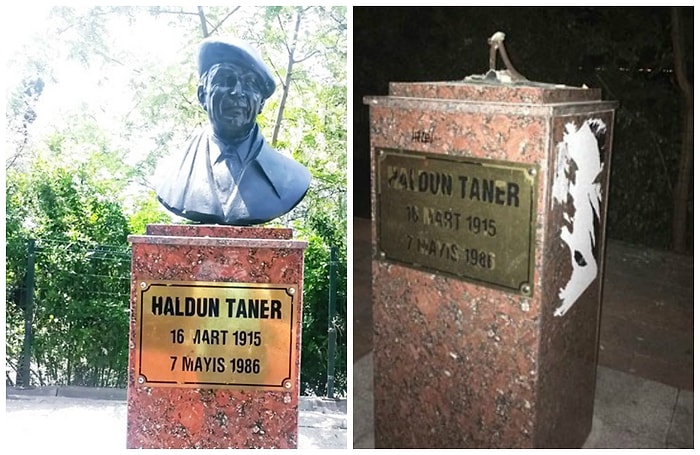 HALDUN TANER
16 MART 1915
7 MAYIS 1986
HALDUN TANER
16 MART 1915
7 MAYIS 1986